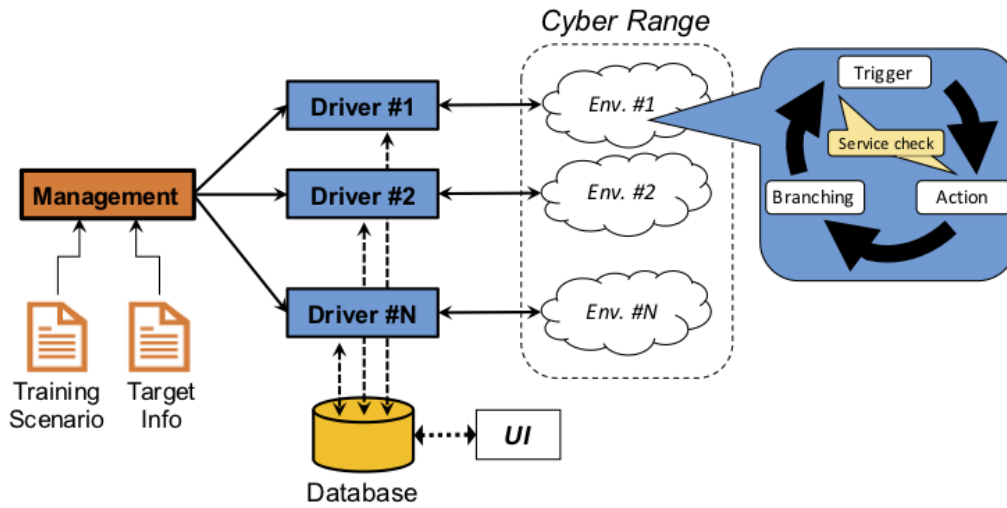 Cyber Range
Trigger
Driver #1
Env. #1
Service check
Management
Driver #2
Env. #2
Branching
Action
Driver #N
Env. #N
Training
Scenario
Target
Info
UI
Database